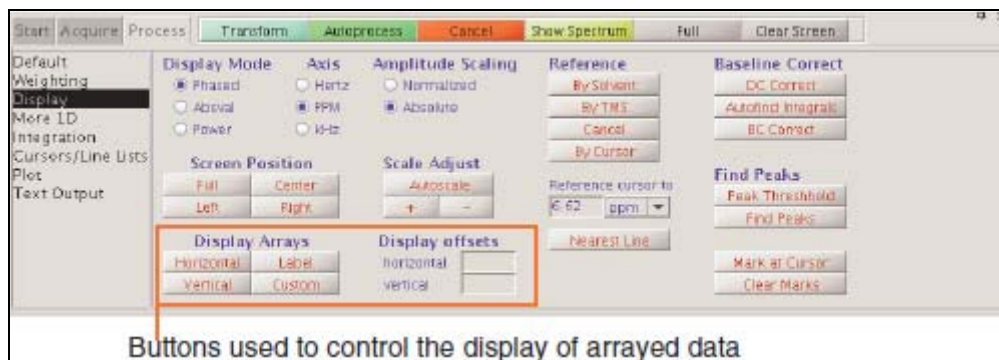 Start Acquire Process Transform Autoprocess Cancel Show Spectrum Full Clear Screen
Default
Weighting
Display
More 1D
Integration
Cursors/Line Lists
Plot
Text Output
Display Mode
Phased
Absval
Power
Axis
Hertz
PPM
kHz
Amplitude Scaling
Normalized
Absolute
Screen Position
Full Center
Left Right
Scale Adjust
Autoscale
+ -
Display Arrays
Horizontal Label
Vertical Custom
Display offsets
horizontal
vertical
Reference
By Solvent
By TMS
Cancel
By Cursor
Reference cursor to
6.62 ppm
Nearest Line
Baseline Correct
DC Correct
Autofind Integrals
BC Correct
Find Peaks
Peak Threshhold
Find Peaks
Mark at Cursor
Clear Marks
Buttons used to control the display of arrayed data